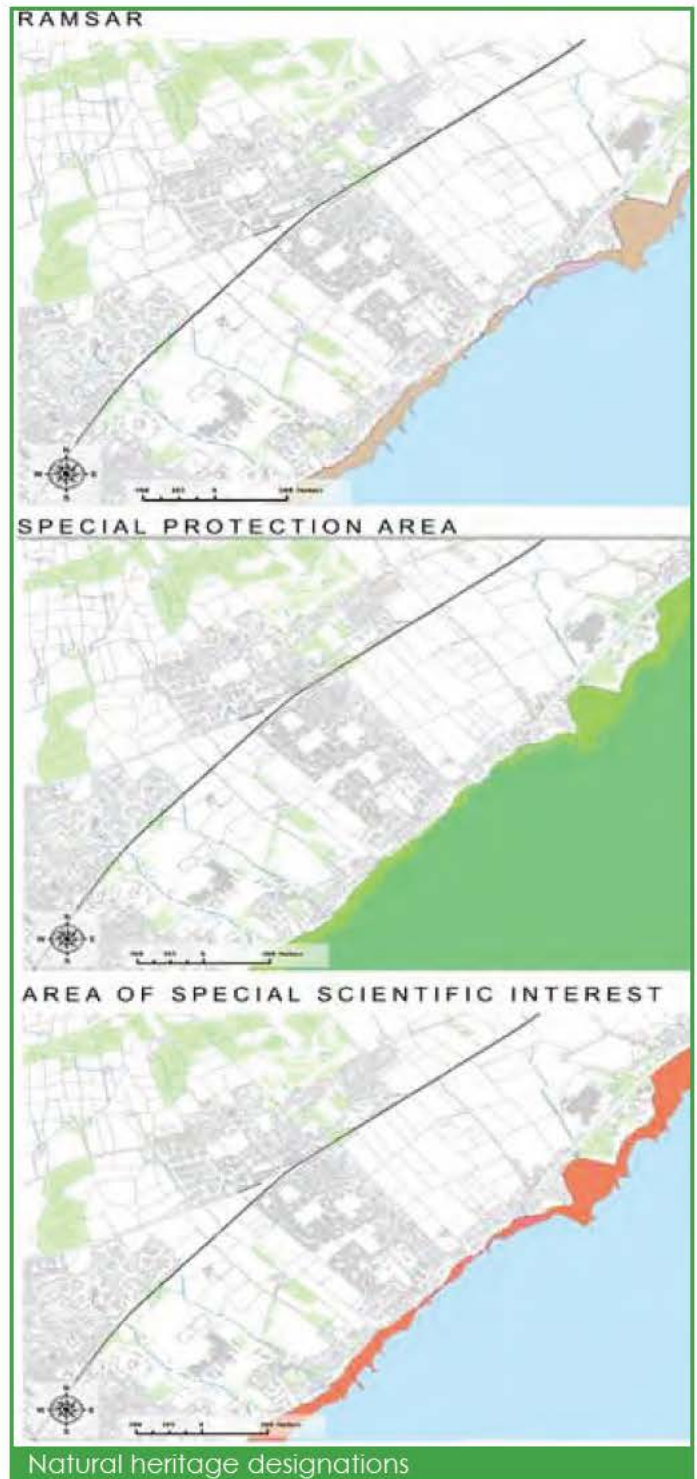 RAMSAR
N
W E
S
SPECIAL PROTECTION AREA
N
W E
S
AREA OF SPECIAL SCIENTIFIC INTEREST
N
W E
S
Natural heritage designations